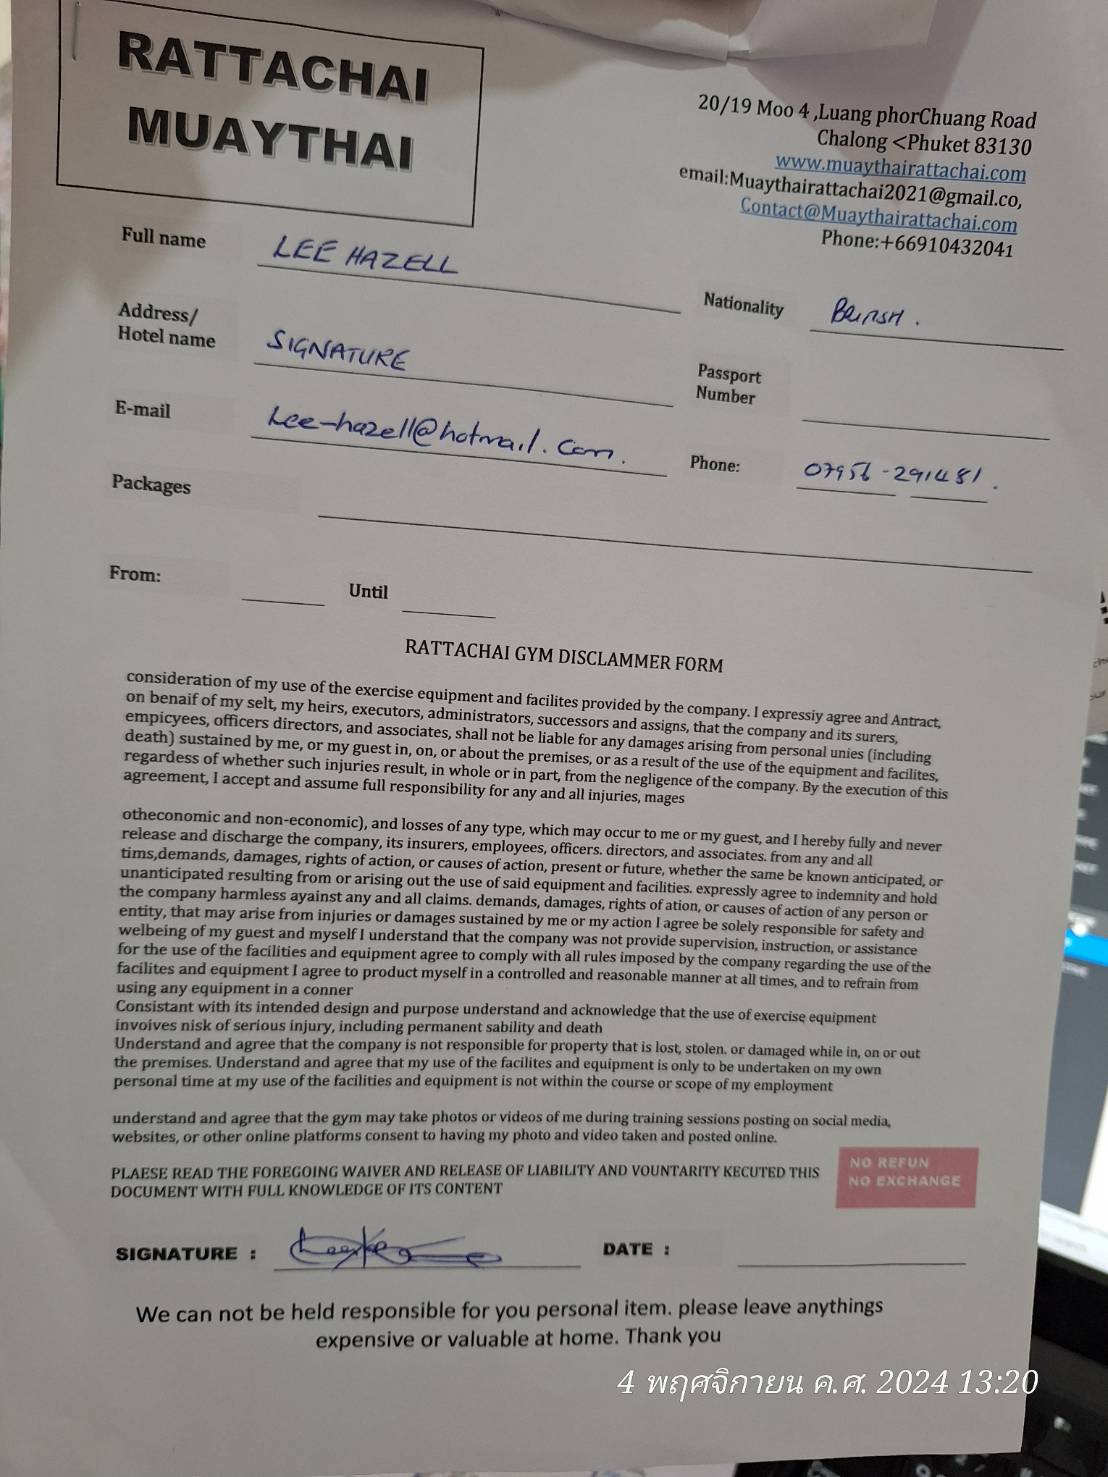 RATTACHAI
MUAYTHAI
20/19 Moo 4 ,Luang phorChuang Road
Chalong <Phuket 83130
www.muaythairattachai.com
email:Muaythairattachai2021@gmail.co,
Contact@Muaythairattachai.com
Phone:+66910432041
Full name LEE HAZELL
Nationality British.
Address/
Hotel name SIGNATURE
Passport
Number
E-mail Lee-hazell@hotmail.com.
Phone: 07956-291481.
Packages
From: Until
RATTACHAI GYM DISCLAMMER FORM
consideration of my use of the exercise equipment and facilites provided by the company. I expressiy agree and Antract,
on benaif of my selt, my heirs, executors, administrators, successors and assigns, that the company and its surers,
empicyees, officers directors, and associates, shall not be liable for any damages arising from personal unies (including
death) sustained by me, or my guest in, on, or about the premises, or as a result of the use of the equipment and facilites,
regardess of whether such injuries result, in whole or in part, from the negligence of the company. By the execution of this
agreement, I accept and assume full responsibility for any and all injuries, mages
otheconomic and non-economic), and losses of any type, which may occur to me or my guest, and I hereby fully and never
release and discharge the company, its insurers, employees, officers. directors, and associates. from any and all
tims,demands, damages, rights of action, or causes of action, present or future, whether the same be known anticipated, or
unanticipated resulting from or arising out the use of said equipment and facilities. expressly agree to indemnity and hold
the company harmless ayainst any and all claims. demands, damages, rights of ation, or causes of action of any person or
entity, that may arise from injuries or damages sustained by me or my action I agree be solely responsible for safety and
welbeing of my guest and myself I understand that the company was not provide supervision, instruction, or assistance
for the use of the facilities and equipment agree to comply with all rules imposed by the company regarding the use of the
facilites and equipment I agree to product myself in a controlled and reasonable manner at all times, and to refrain from
using any equipment in a conner
Consistant with its intended design and purpose understand and acknowledge that the use of exercise equipment
invoives nisk of serious injury, including permanent sability and death
Understand and agree that the company is not responsible for property that is lost, stolen. or damaged while in, on or out
the premises. Understand and agree that my use of the facilites and equipment is only to be undertaken on my own
personal time at my use of the facilities and equipment is not within the course or scope of my employment
understand and agree that the gym may take photos or videos of me during training sessions posting on social media,
websites, or other online platforms consent to having my photo and video taken and posted online.
PLAESE READ THE FOREGOING WAIVER AND RELEASE OF LIABILITY AND VOUNTARITY KECUTED THIS
DOCUMENT WITH FULL KNOWLEDGE OF ITS CONTENT
NO REFUN
NO EXCHANGE
SIGNATURE : DATE :
We can not be held responsible for you personal item. please leave anythings
expensive or valuable at home. Thank you
4 พฤศจิกายน ค.ศ. 2024 13:20